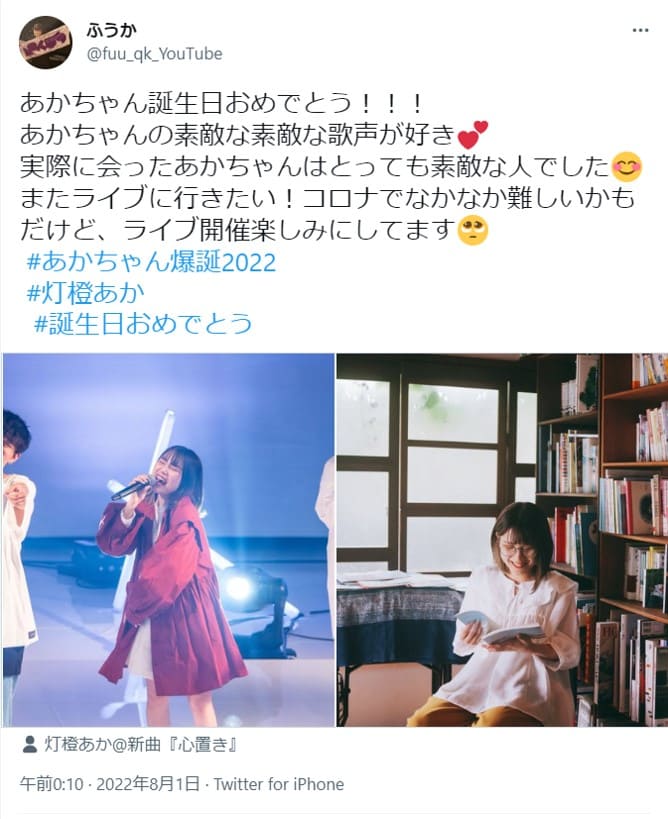 ふうか
@fuu_qk_YouTube
あかちゃん誕生日おめでとう！！！
あかちゃんの素敵な素敵な歌声が好き💕
実際に会ったあかちゃんはとっても素敵な人でした😊
またライブに行きたい！コロナでなかなか難しいかも
だけど、ライブ開催楽しみにしてます🥺
#あかちゃん爆誕2022
#灯橙あか
#誕生日おめでとう
灯橙あか@新曲『心置き』
午前0:10 · 2022年8月1日 · Twitter for iPhone